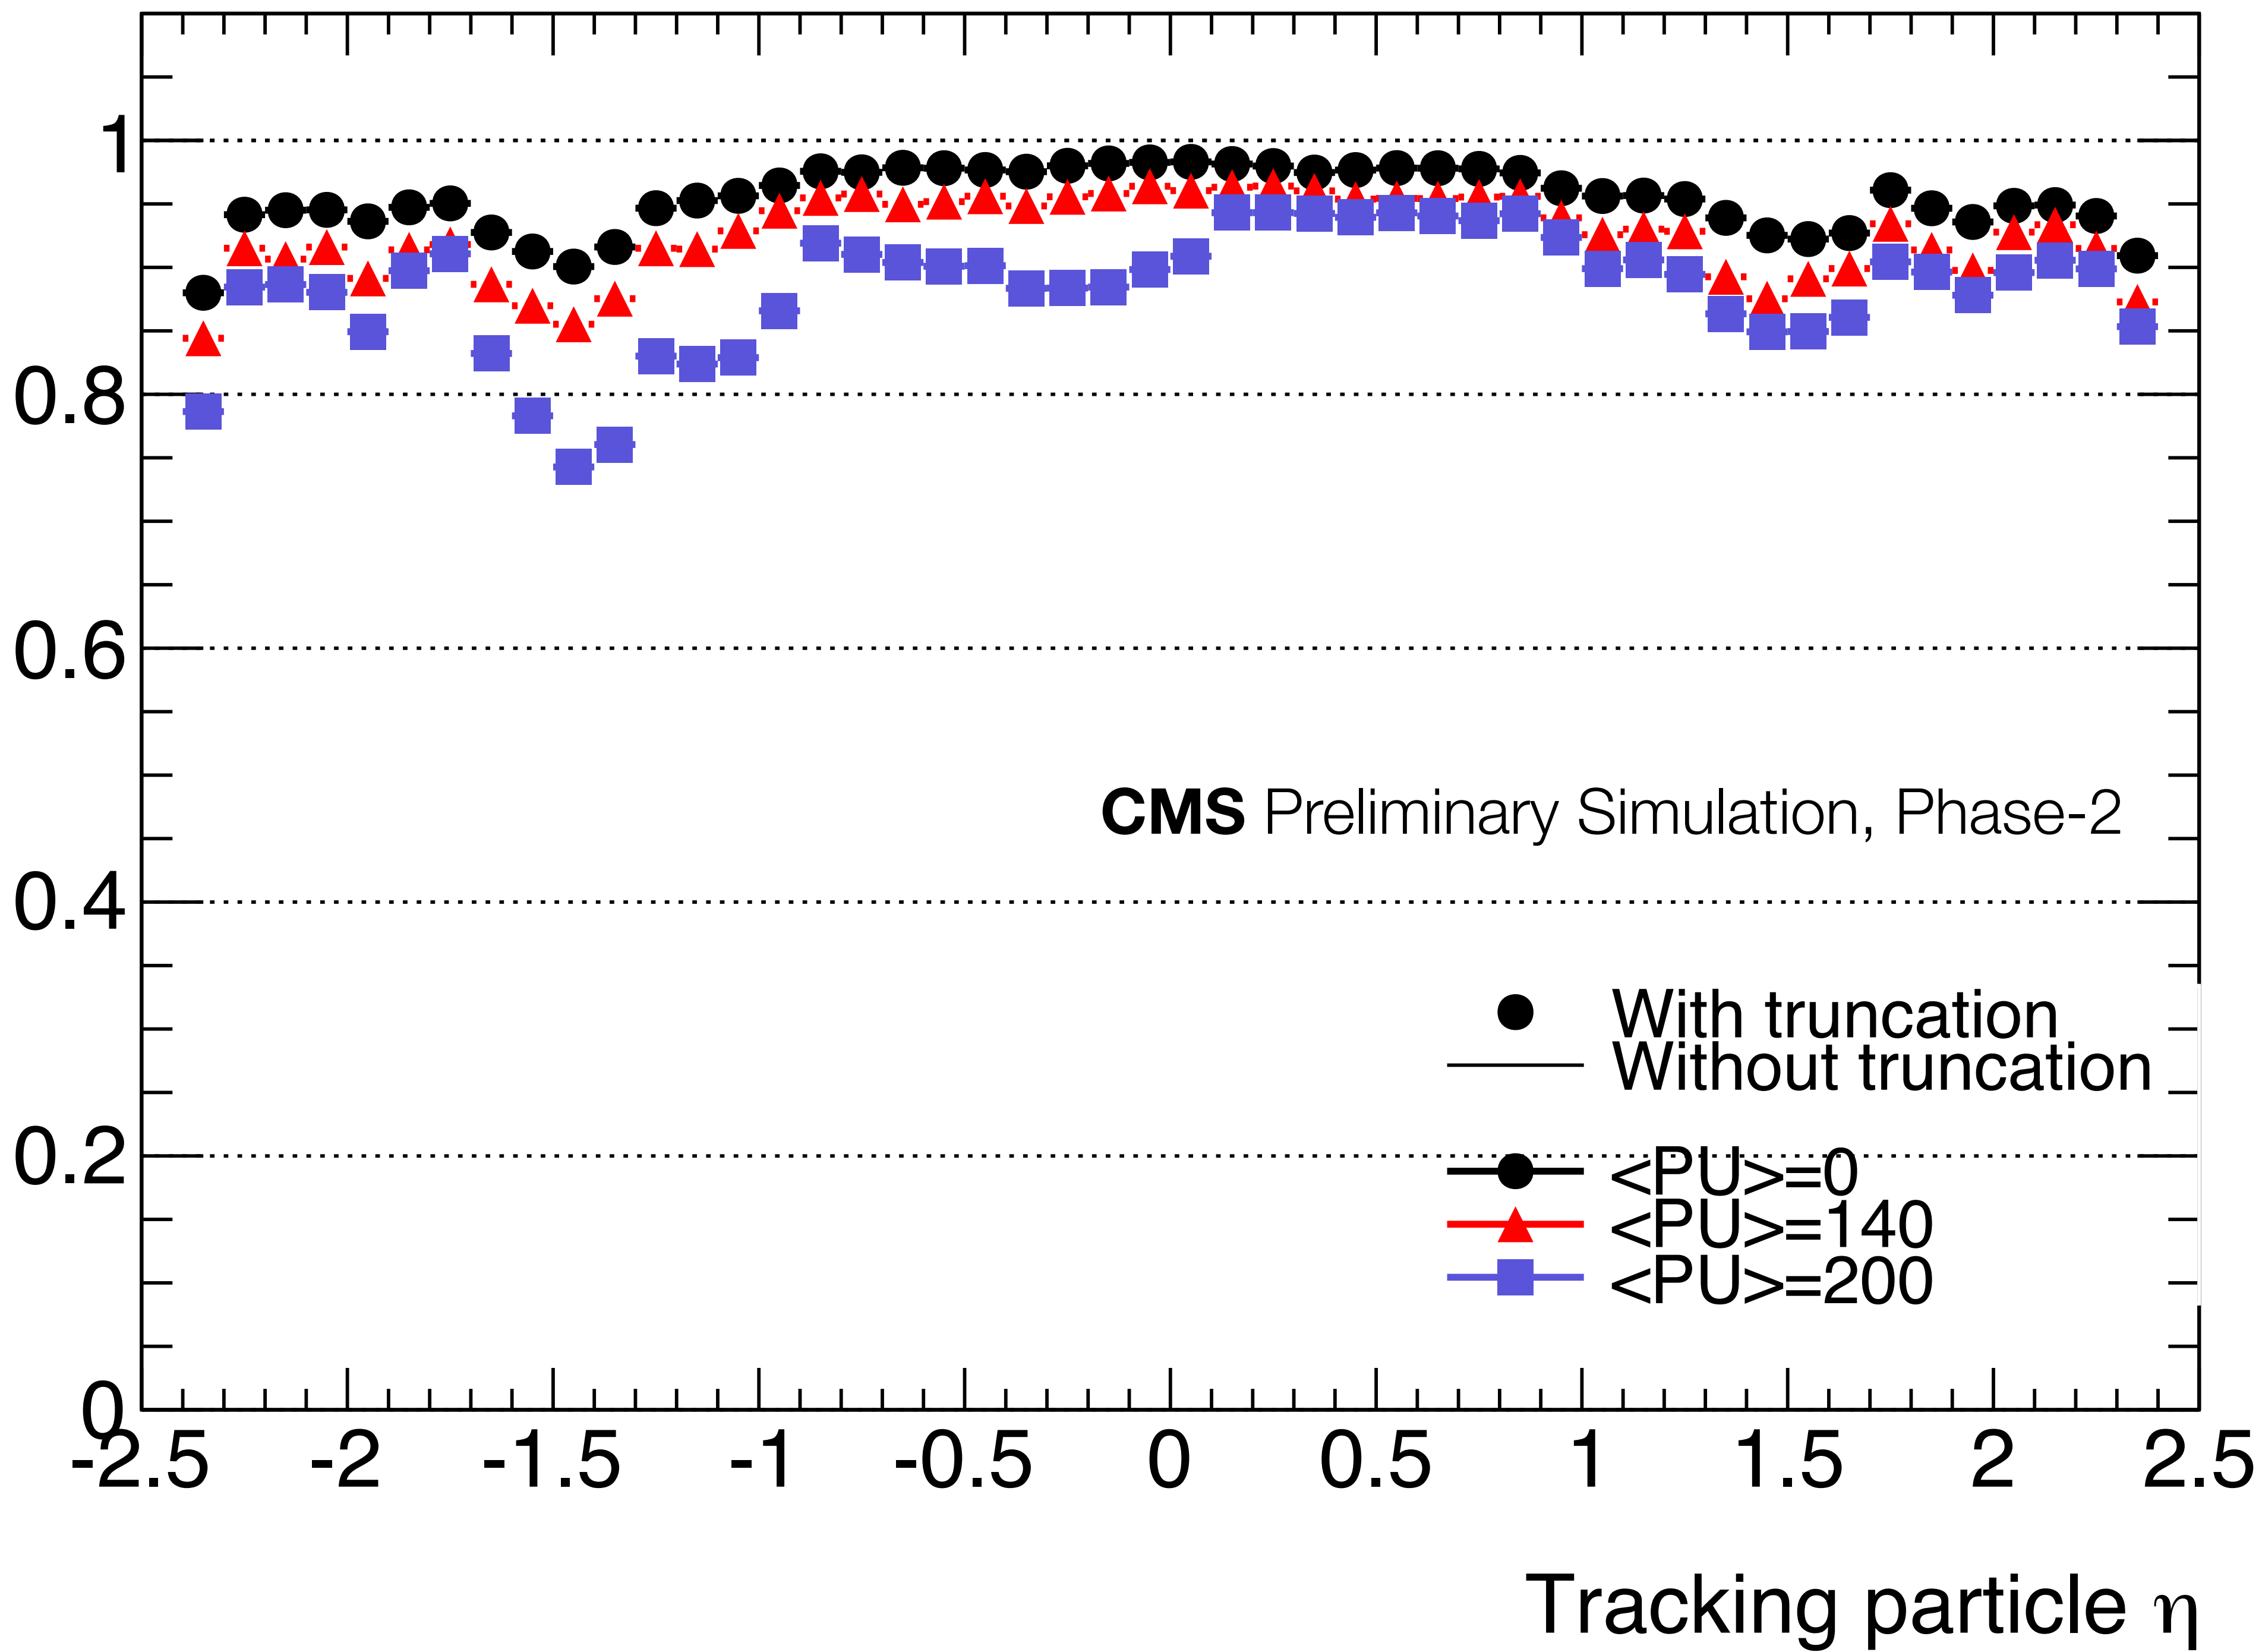 1
0.8
0.6
CMS Preliminary Simulation, Phase-2
0.4
With truncation
Without truncation
0.2
<PU>=0
<PU>=140
<PU>=200
0
-2.5 -2 -1.5 -1 -0.5 0 0.5 1 1.5 2 2.5
Tracking particle η